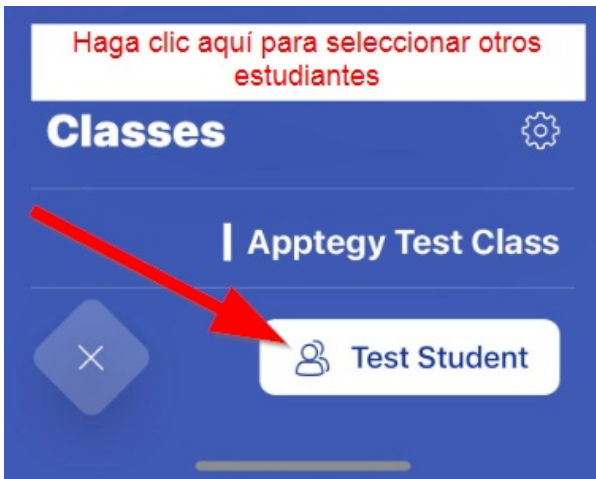 Haga clic aquí para seleccionar otros
estudiantes
Classes
Apptegy Test Class
Test Student